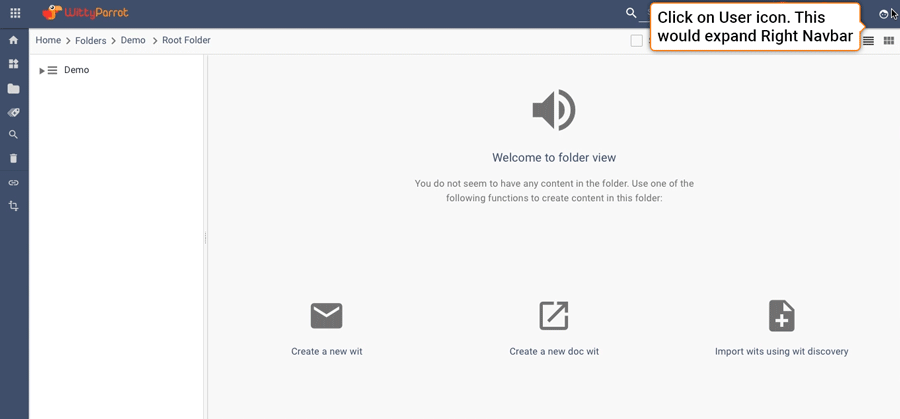 WittyParrot
Click on User icon. This
would expand Right Navbar
Home > Folders > Demo > Root Folder
Demo
Welcome to folder view
You do not seem to have any content in the folder. Use one of the
following functions to create content in this folder:
Create a new wit
Create a new doc wit
Import wits using wit discovery